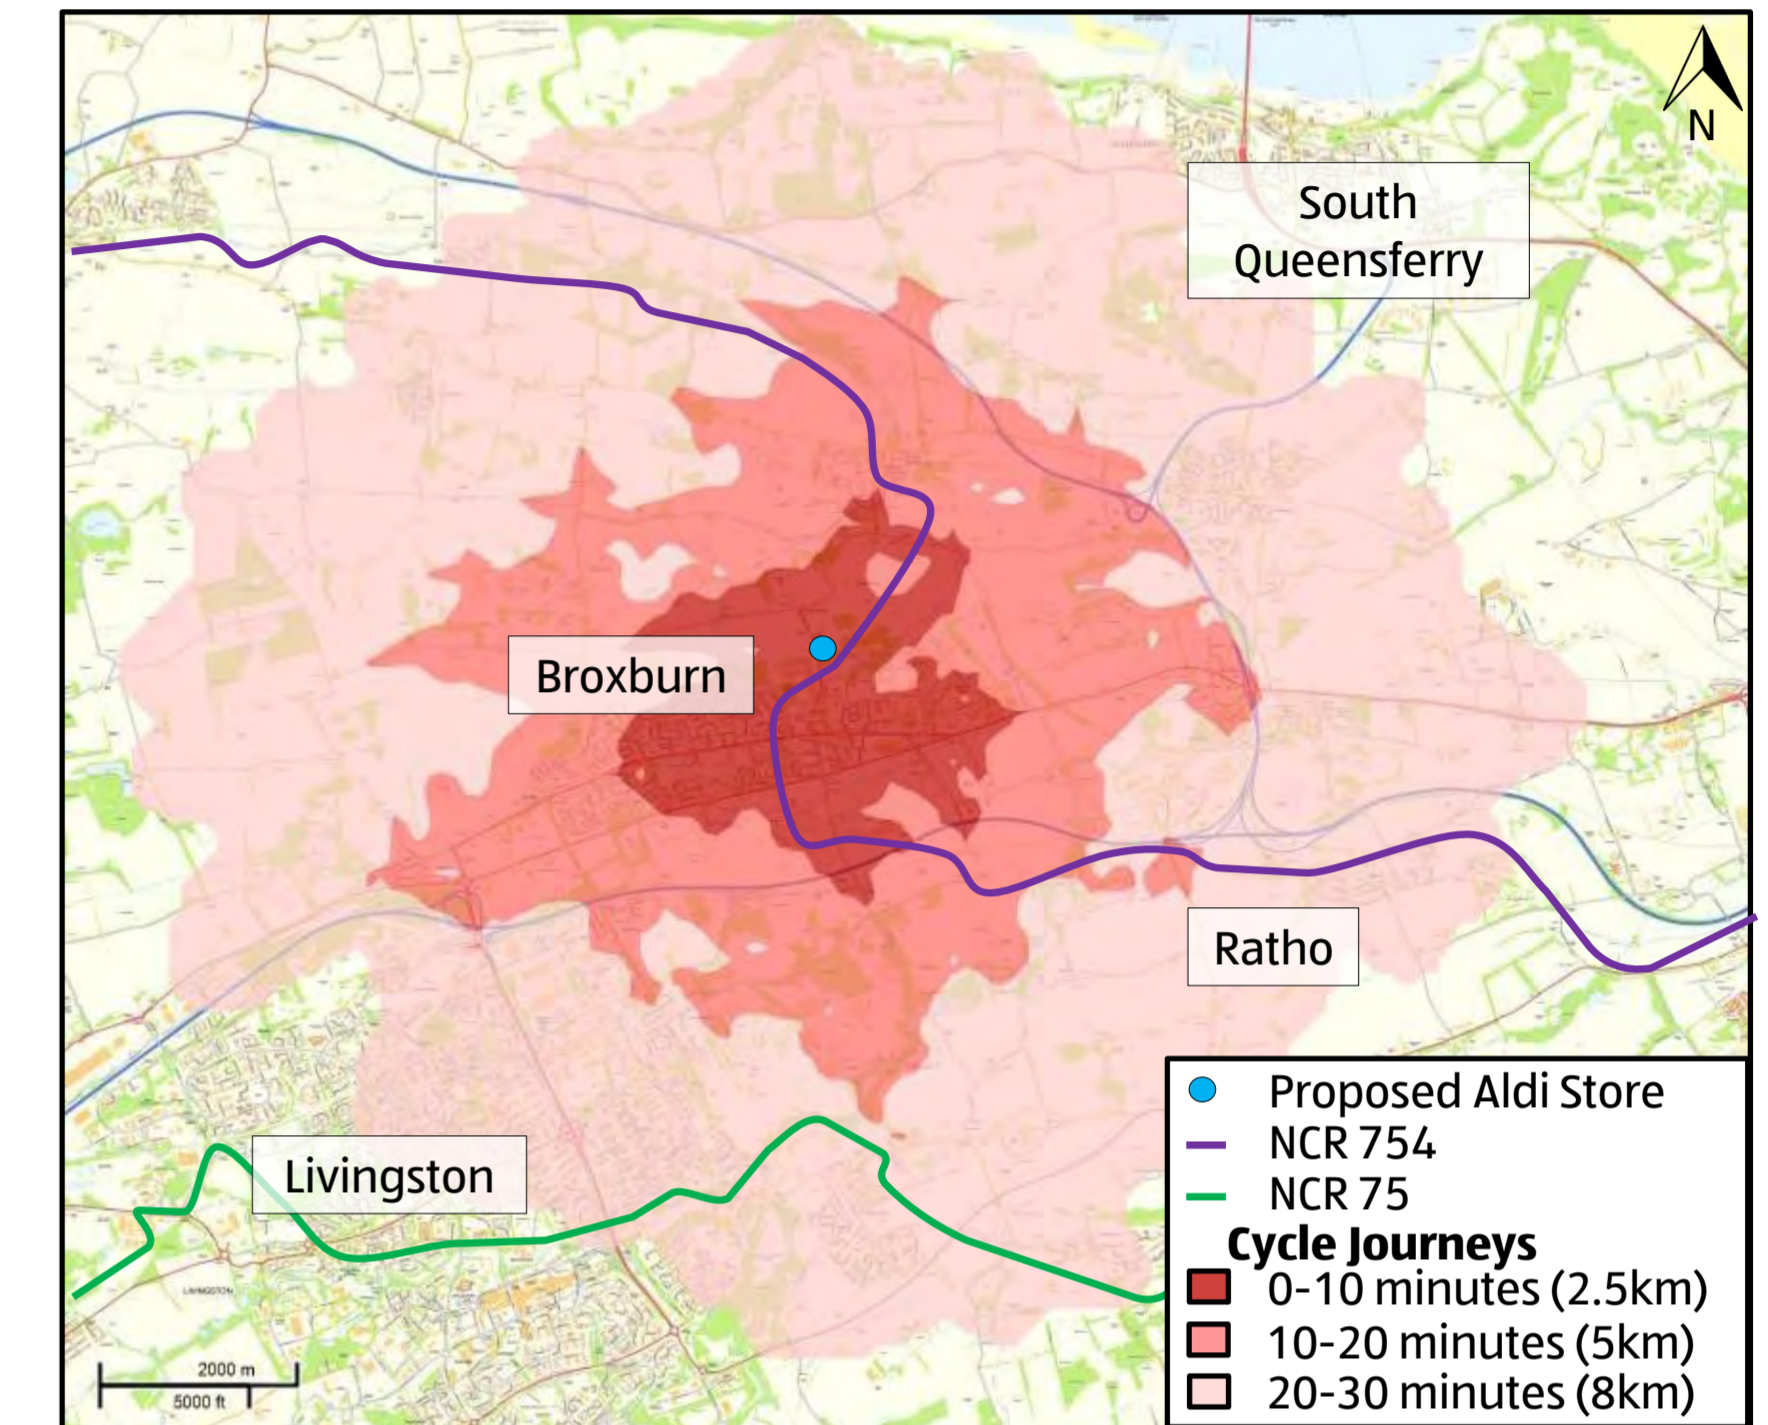 N
South
Queensferry
Broxburn
Ratho
Livingston
LIVINGSTON
2000 m
5000 ft
Proposed Aldi Store
NCR 754
NCR 75
Cycle Journeys
0-10 minutes (2.5km)
10-20 minutes (5km)
20-30 minutes (8km)